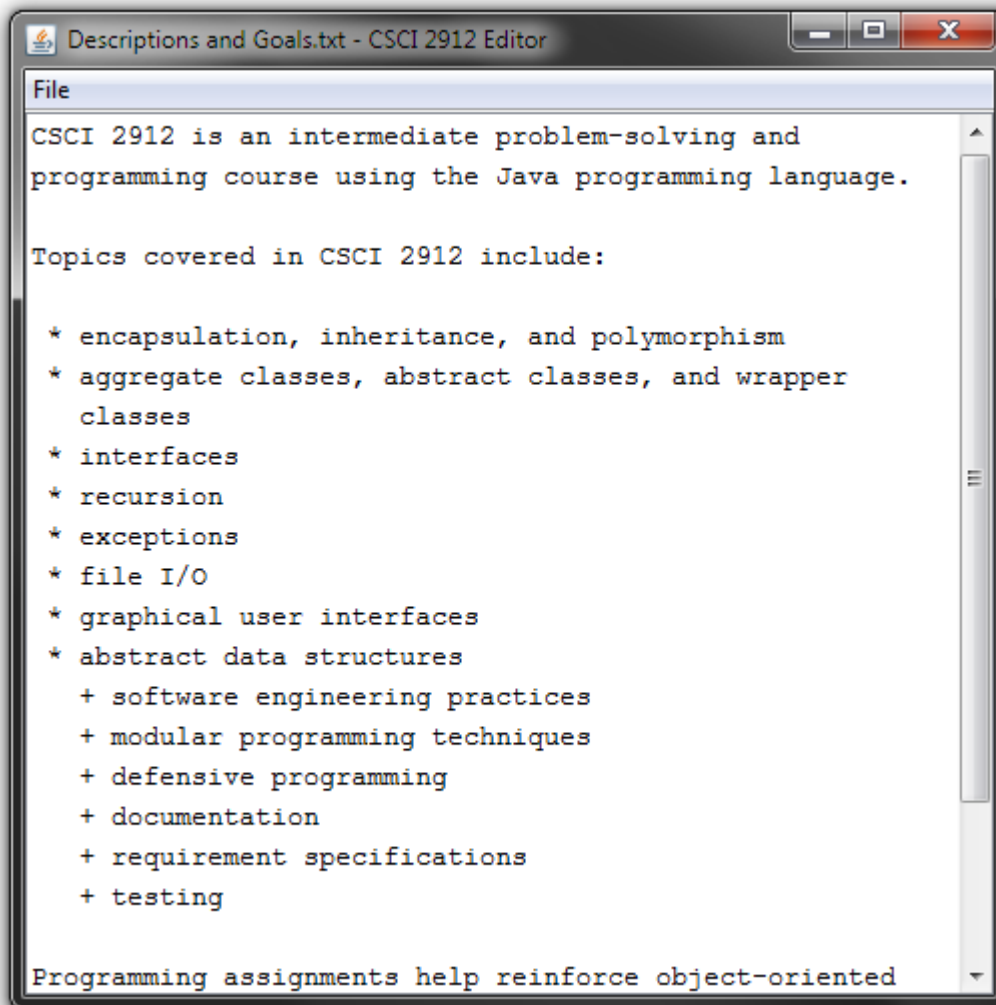 Descriptions and Goals.txt - CSCI 2912 Editor
File
CSCI 2912 is an intermediate problem-solving and
programming course using the Java programming language.
Topics covered in CSCI 2912 include:
* encapsulation, inheritance, and polymorphism
* aggregate classes, abstract classes, and wrapper
classes
* interfaces
* recursion
* exceptions
* file I/O
* graphical user interfaces
* abstract data structures
+ software engineering practices
+ modular programming techniques
+ defensive programming
+ documentation
+ requirement specifications
+ testing
Programming assignments help reinforce object-oriented